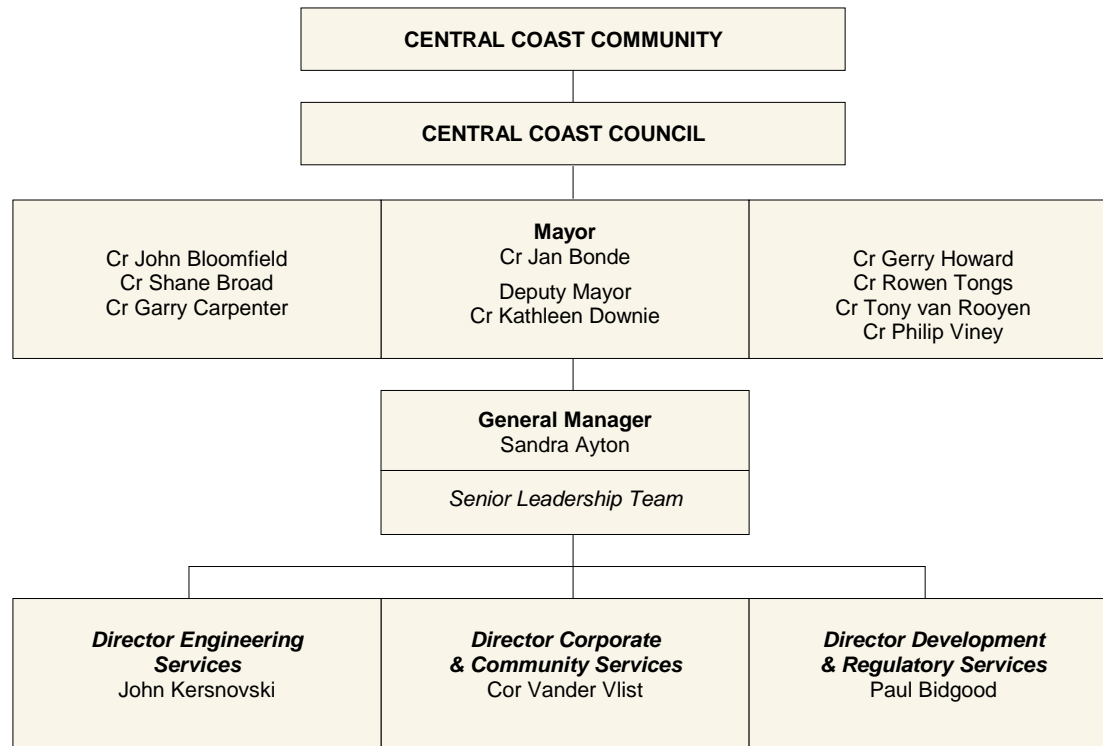 CENTRAL COAST COMMUNITY
CENTRAL COAST COUNCIL
Cr John Bloomfield
Cr Shane Broad
Cr Garry Carpenter
Mayor
Cr Jan Bonde
Deputy Mayor
Cr Kathleen Downie
Cr Gerry Howard
Cr Rowen Tongs
Cr Tony van Rooyen
Cr Philip Viney
General Manager
Sandra Ayton
Senior Leadership Team
Director Engineering
Services
John Kersnovski
Director Corporate
& Community Services
Cor Vander Vlist
Director Development
& Regulatory Services
Paul Bidgood